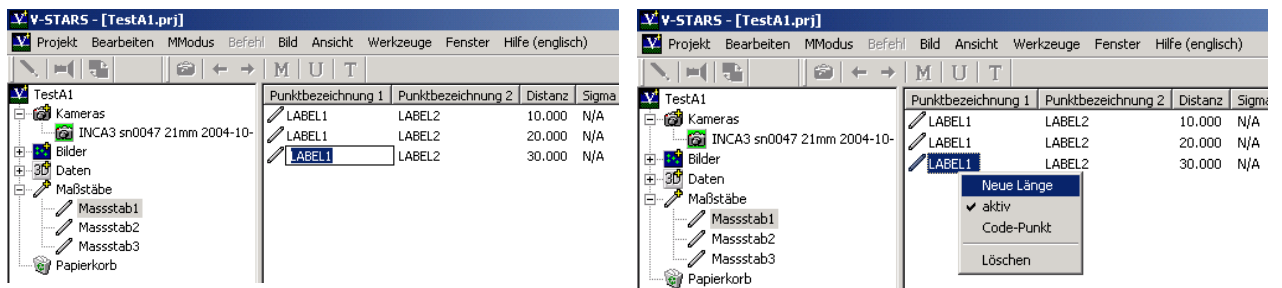 V-STARS - [TestA1.prj]
Projekt Bearbeiten MModus Befehl Bild Ansicht Werkzeuge Fenster Hilfe (englisch)
M U T
TestA1
Kameras
INCA3 sn0047 21mm 2004-10-
Bilder
3D Daten
Maßstäbe
Massstab1
Massstab2
Massstab3
Papierkorb
Punktbezeichnung 1 Punktbezeichnung 2 Distanz Sigma
LABEL1 LABEL2 10.000 N/A
LABEL1 LABEL2 20.000 N/A
LABEL1 LABEL2 30.000 N/A
V-STARS - [TestA1.prj]
Projekt Bearbeiten MModus Befehl Bild Ansicht Werkzeuge Fenster Hilfe (englisch)
M U T
TestA1
Kameras
INCA3 sn0047 21mm 2004-10-
Bilder
3D Daten
Maßstäbe
Massstab1
Massstab2
Massstab3
Papierkorb
Punktbezeichnung 1 Punktbezeichnung 2 Distanz
LABEL1 LABEL2 10.000 N/A
LABEL1 LABEL2 20.000 N/A
LABEL1 LABEL2 30.000 N/A
Neue Länge
aktiv
Code-Punkt
Löschen